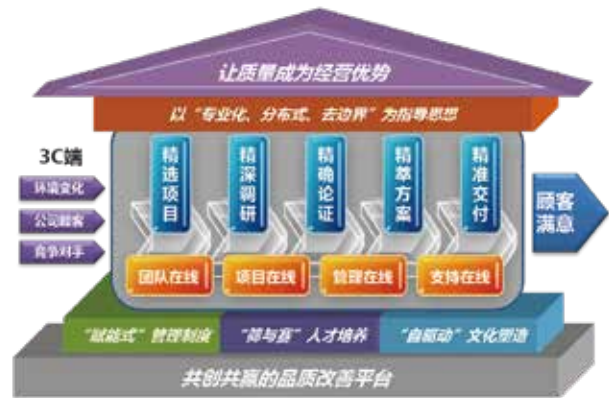 让质量成为经营优势
以“专业化、分布式、去边界”为指导思想
3C端
环境变化
公司顾客
竞争对手
精选项目
精深调研
精确论证
精萃方案
精准交付
顾客
满意
团队在线
项目在线
管理在线
支持在线
“赋能式”管理制度
“筒与赛”人才培养
“自驱动”文化塑造
共创共赢的品质改善平台